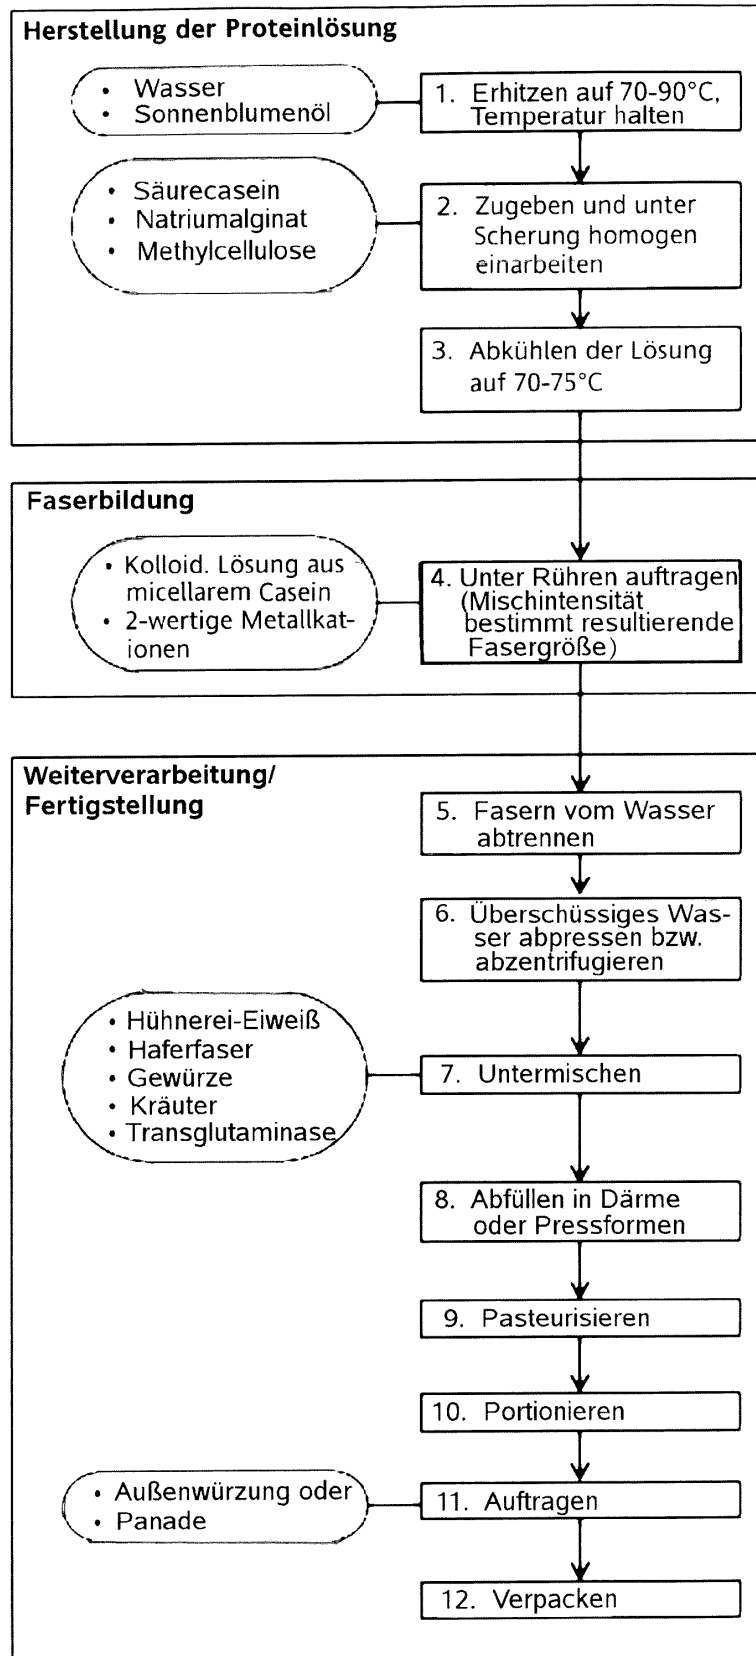 Herstellung der Proteinlösung
• Wasser
• Sonnenblumenöl
1. Erhitzen auf 70-90°C,
Temperatur halten
• Säurecasein
• Natriumalginat
• Methylcellulose
2. Zugeben und unter
Scherung homogen
einarbeiten
3. Abkühlen der Lösung
auf 70-75°C
Faserbildung
• Kolloid. Lösung aus
micellarem Casein
• 2-wertige Metallkat-
ionen
4. Unter Rühren auftragen
(Mischintensität
bestimmt resultierende
Fasergröße)
Weiterverarbeitung/
Fertigstellung
5. Fasern vom Wasser
abtrennen
6. Überschüssiges Was-
ser abpressen bzw.
abzentrifugieren
• Hühnerei-Eiweiß
• Haferfaser
• Gewürze
• Kräuter
• Transglutaminase
7. Untermischen
8. Abfüllen in Därme
oder Pressformen
9. Pasteurisieren
10. Portionieren
• Außenwürzung oder
• Panade
11. Auftragen
12. Verpacken